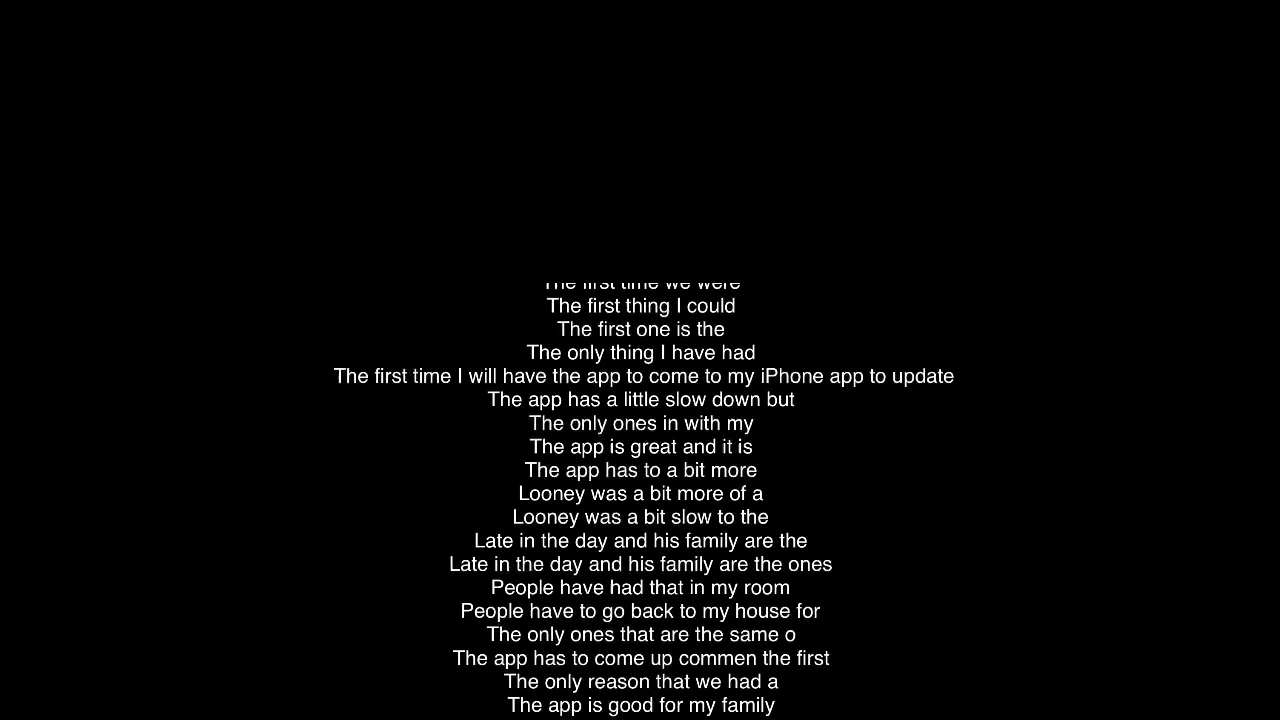 The first time we were
The first thing I could
The first one is the
The only thing I have had
The first time I will have the app to come to my iPhone app to update
The app has a little slow down but
The only ones in with my
The app is great and it is
The app has to a bit more
Looney was a bit more of a
Looney was a bit slow to the
Late in the day and his family are the
Late in the day and his family are the ones
People have had that in my room
People have to go back to my house for
The only ones that are the same o
The app has to come up commen the first
The only reason that we had a
The app is good for my family